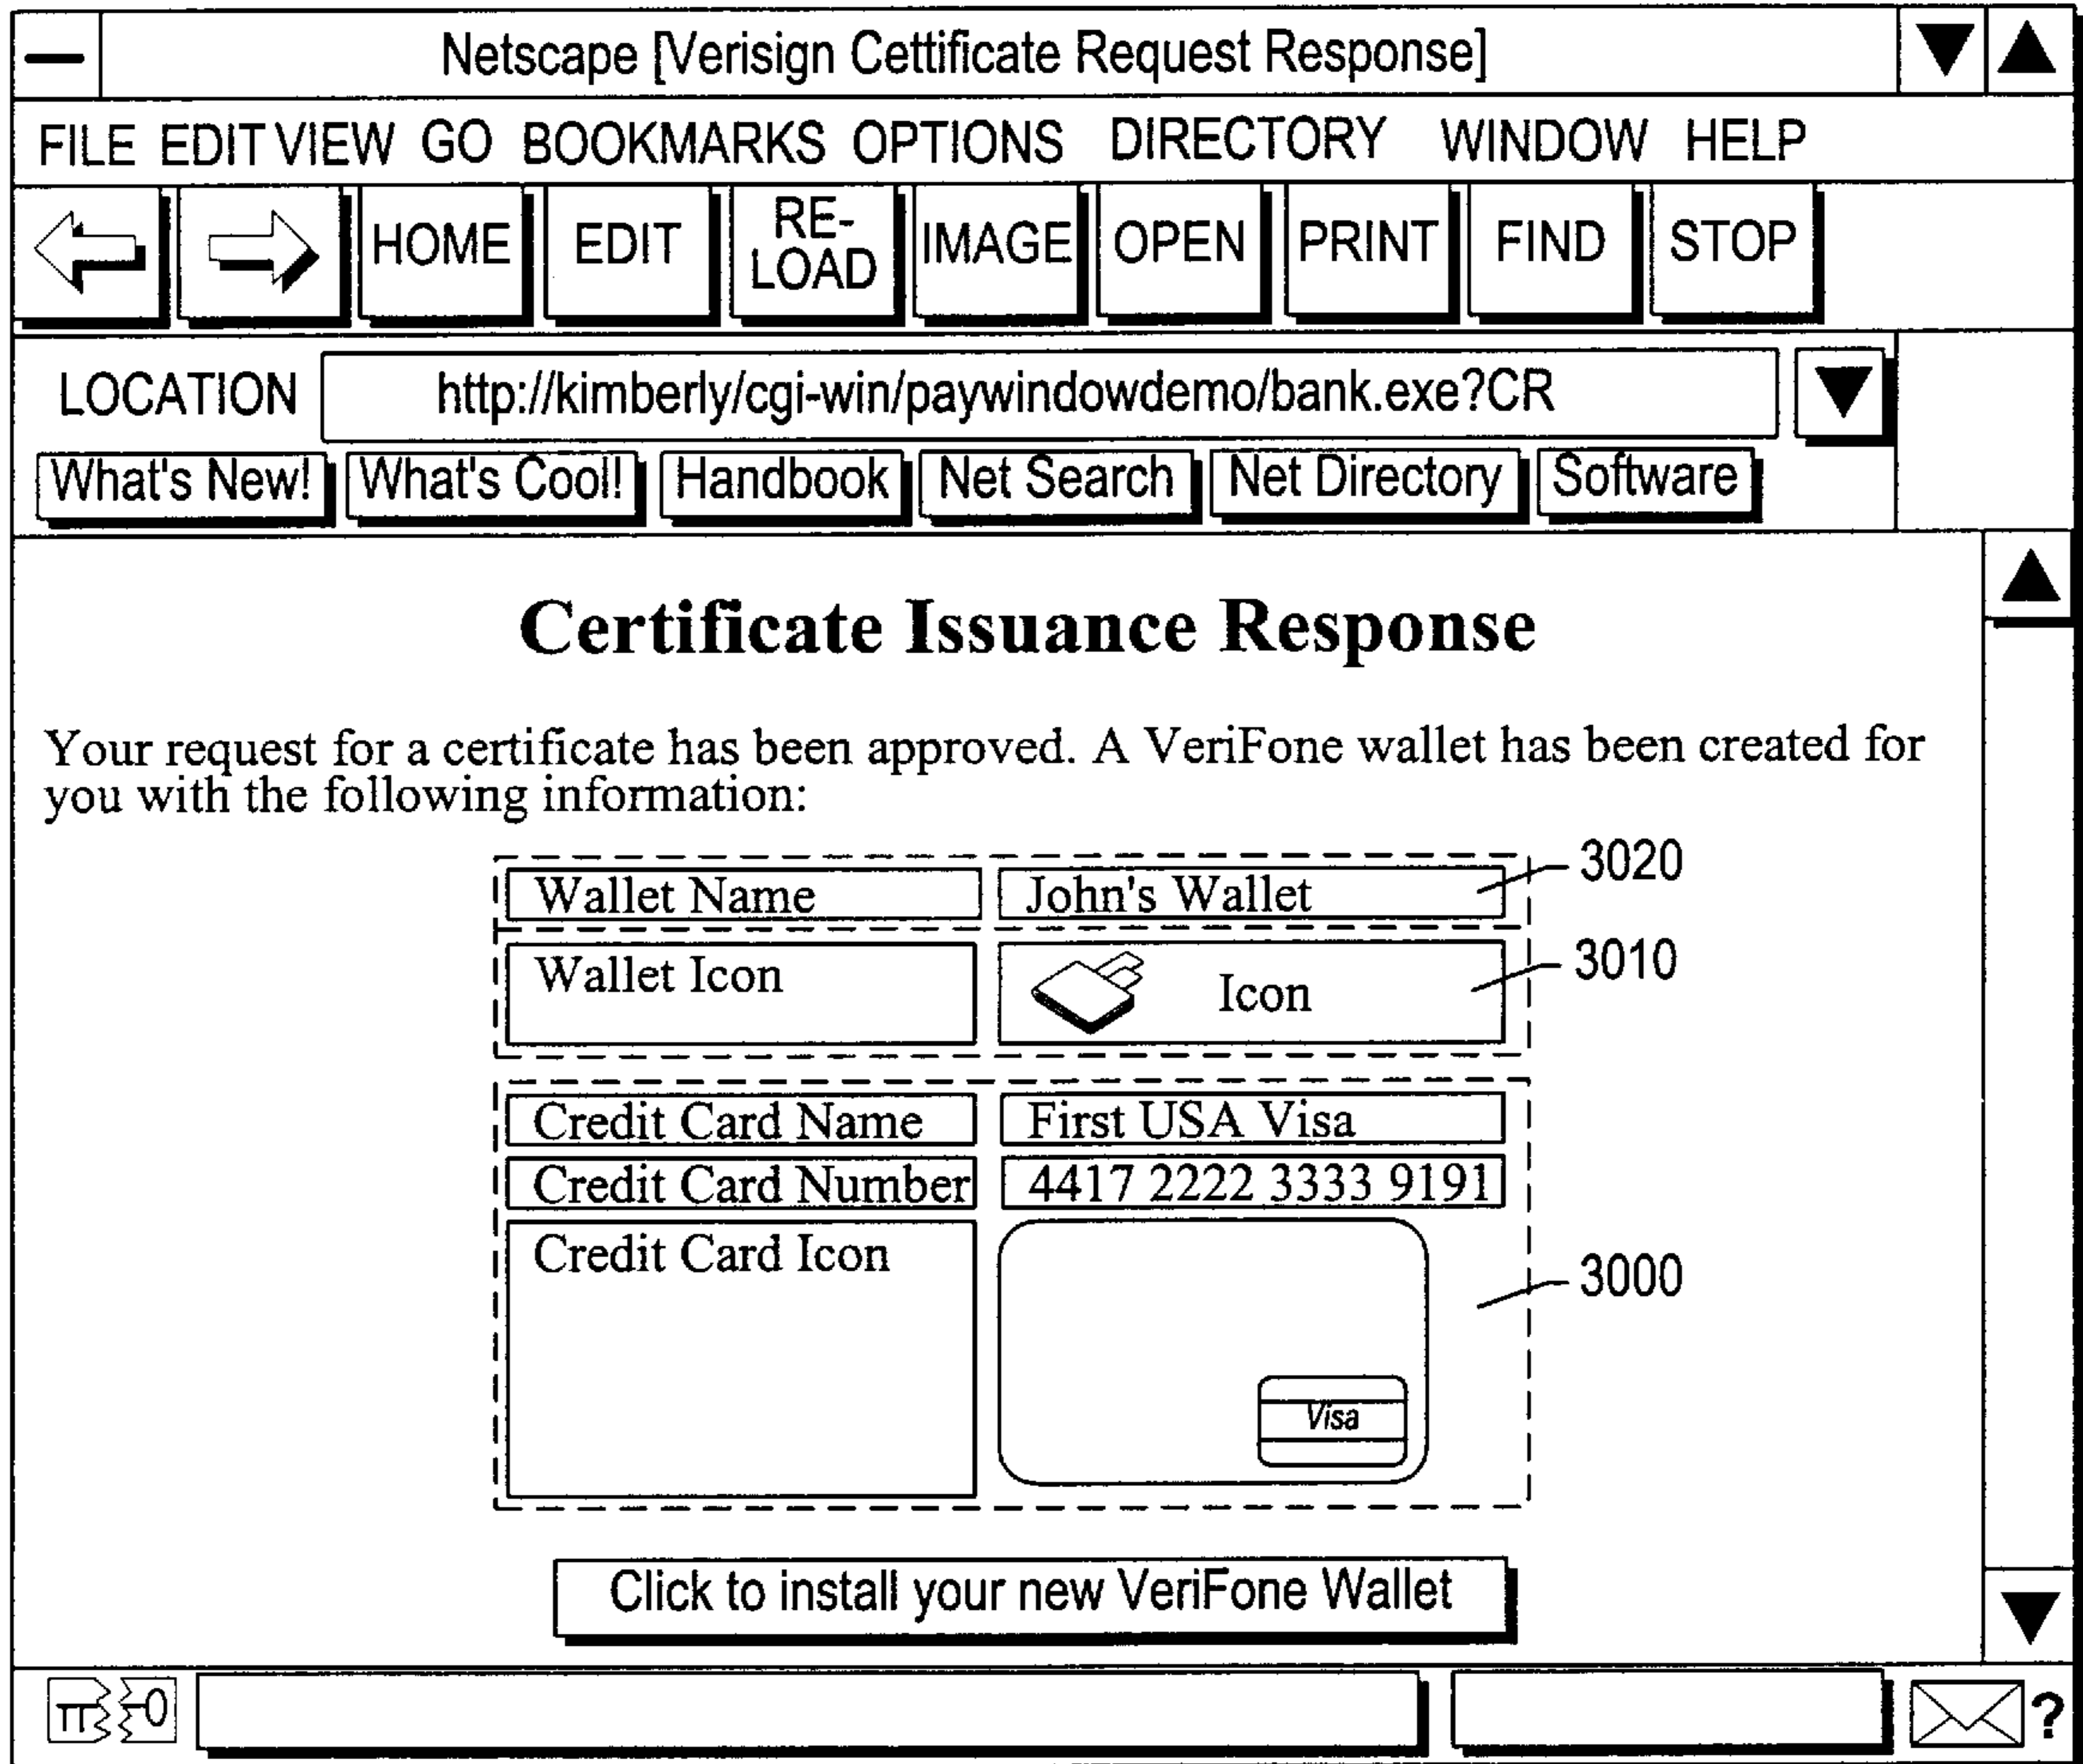 Netscape [Verisign Cettificate Request Response]
FILE EDIT VIEW GO BOOKMARKS OPTIONS DIRECTORY WINDOW HELP
HOME EDIT RE-LOAD IMAGE OPEN PRINT FIND STOP
LOCATION http://kimberly/cgi-win/paywindowdemo/bank.exe?CR
What's New! What's Cool! Handbook Net Search Net Directory Software
Certificate Issuance Response
Your request for a certificate has been approved. A VeriFone wallet has been created for
you with the following information:
Wallet Name John's Wallet 3020
Wallet Icon Icon 3010
Credit Card Name First USA Visa
Credit Card Number 4417 2222 3333 9191
Credit Card Icon 3000
Visa
Click to install your new VeriFone Wallet
?